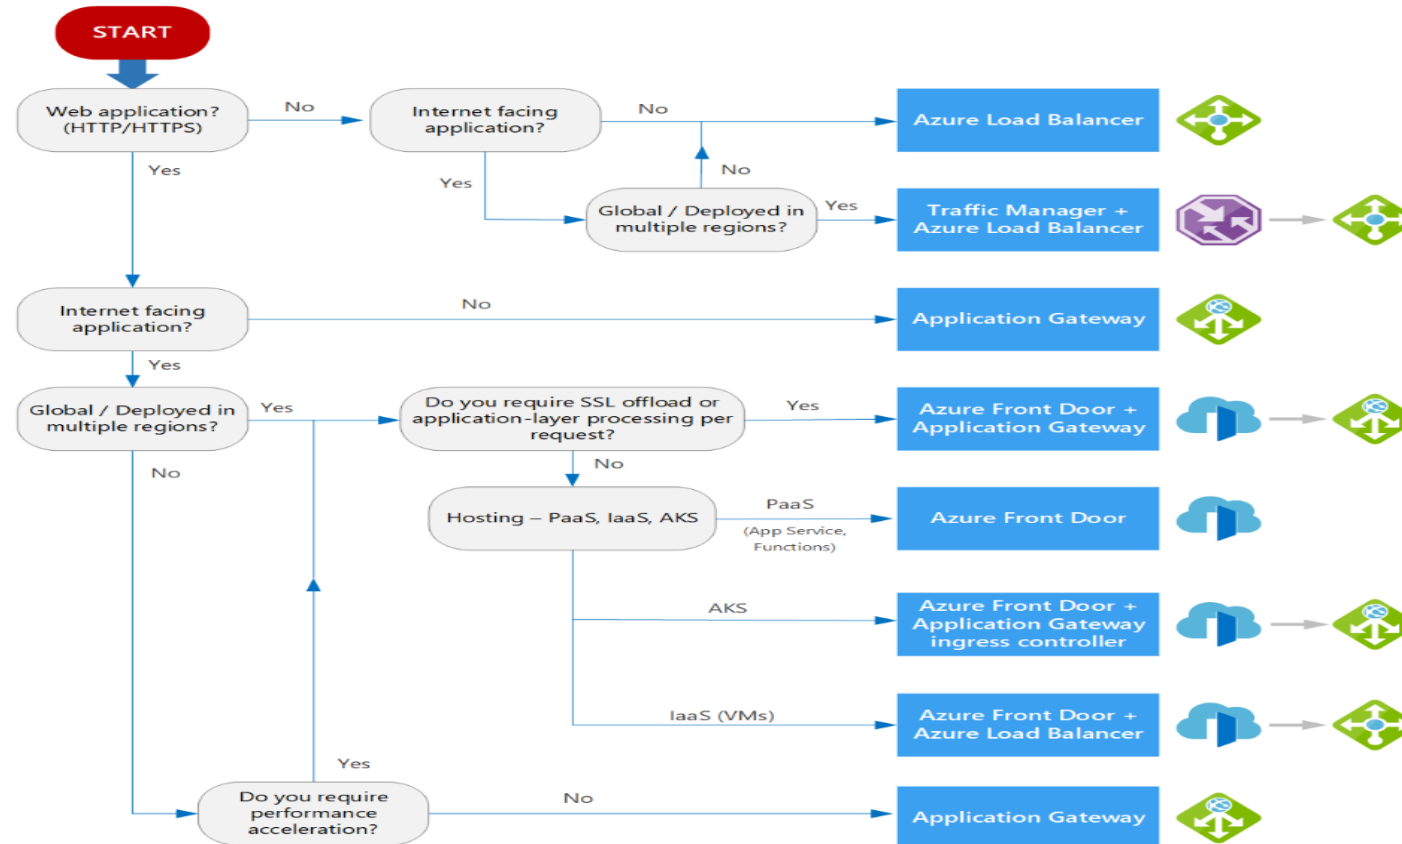 START
Web application?
(HTTP/HTTPS)
No
Internet facing
application?
No
Azure Load Balancer
Yes
Yes
No
Global / Deployed in
multiple regions?
Yes
Traffic Manager +
Azure Load Balancer
Internet facing
application?
No
Application Gateway
Yes
Global / Deployed in
multiple regions?
Yes
Do you require SSL offload or
application-layer processing per
request?
Yes
Azure Front Door +
Application Gateway
No
No
Hosting – PaaS, IaaS, AKS
PaaS
(App Service,
Functions)
Azure Front Door
AKS
Azure Front Door +
Application Gateway
ingress controller
IaaS (VMs)
Azure Front Door +
Azure Load Balancer
Yes
Do you require
performance
acceleration?
No
Application Gateway